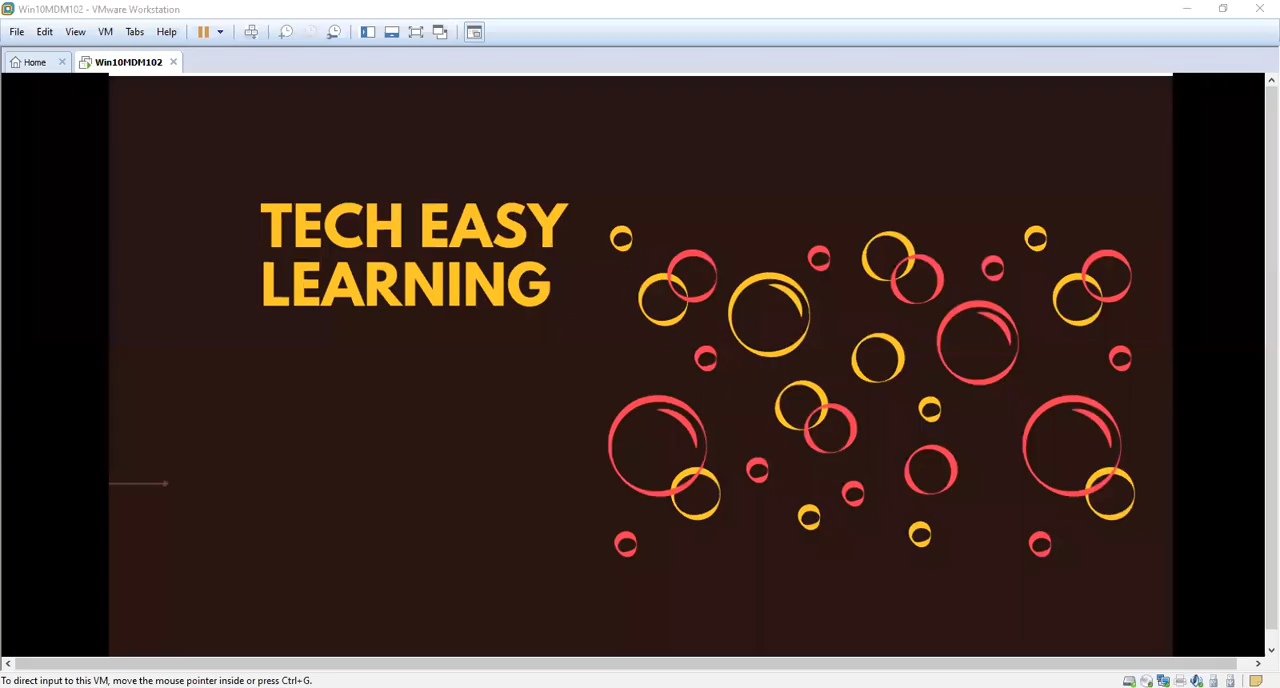 Win10MDM102 - VMware Workstation
File Edit View VM Tabs Help
Home Win10MDM102
TECH EASY
LEARNING
To direct input to this VM, move the mouse pointer inside or press Ctrl+G.